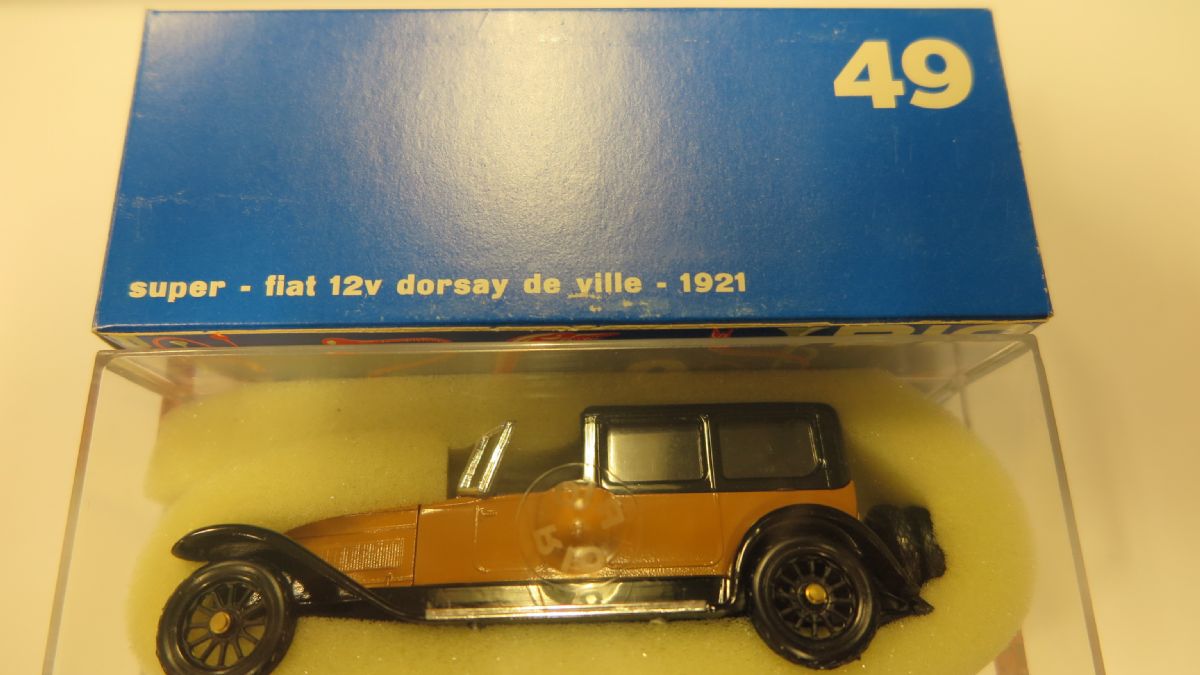 49
super - fiat 12v dorsay de ville - 1921